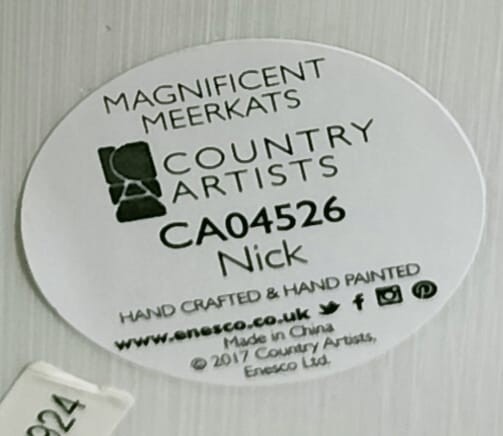 MAGNIFICENT
MEERKATS
CA
COUNTRY
ARTISTS
CA04526
Nick
HAND CRAFTED & HAND PAINTED
www.enesco.co.uk
Made in China
© 2017 Country Artists,
Enesco Ltd.
924